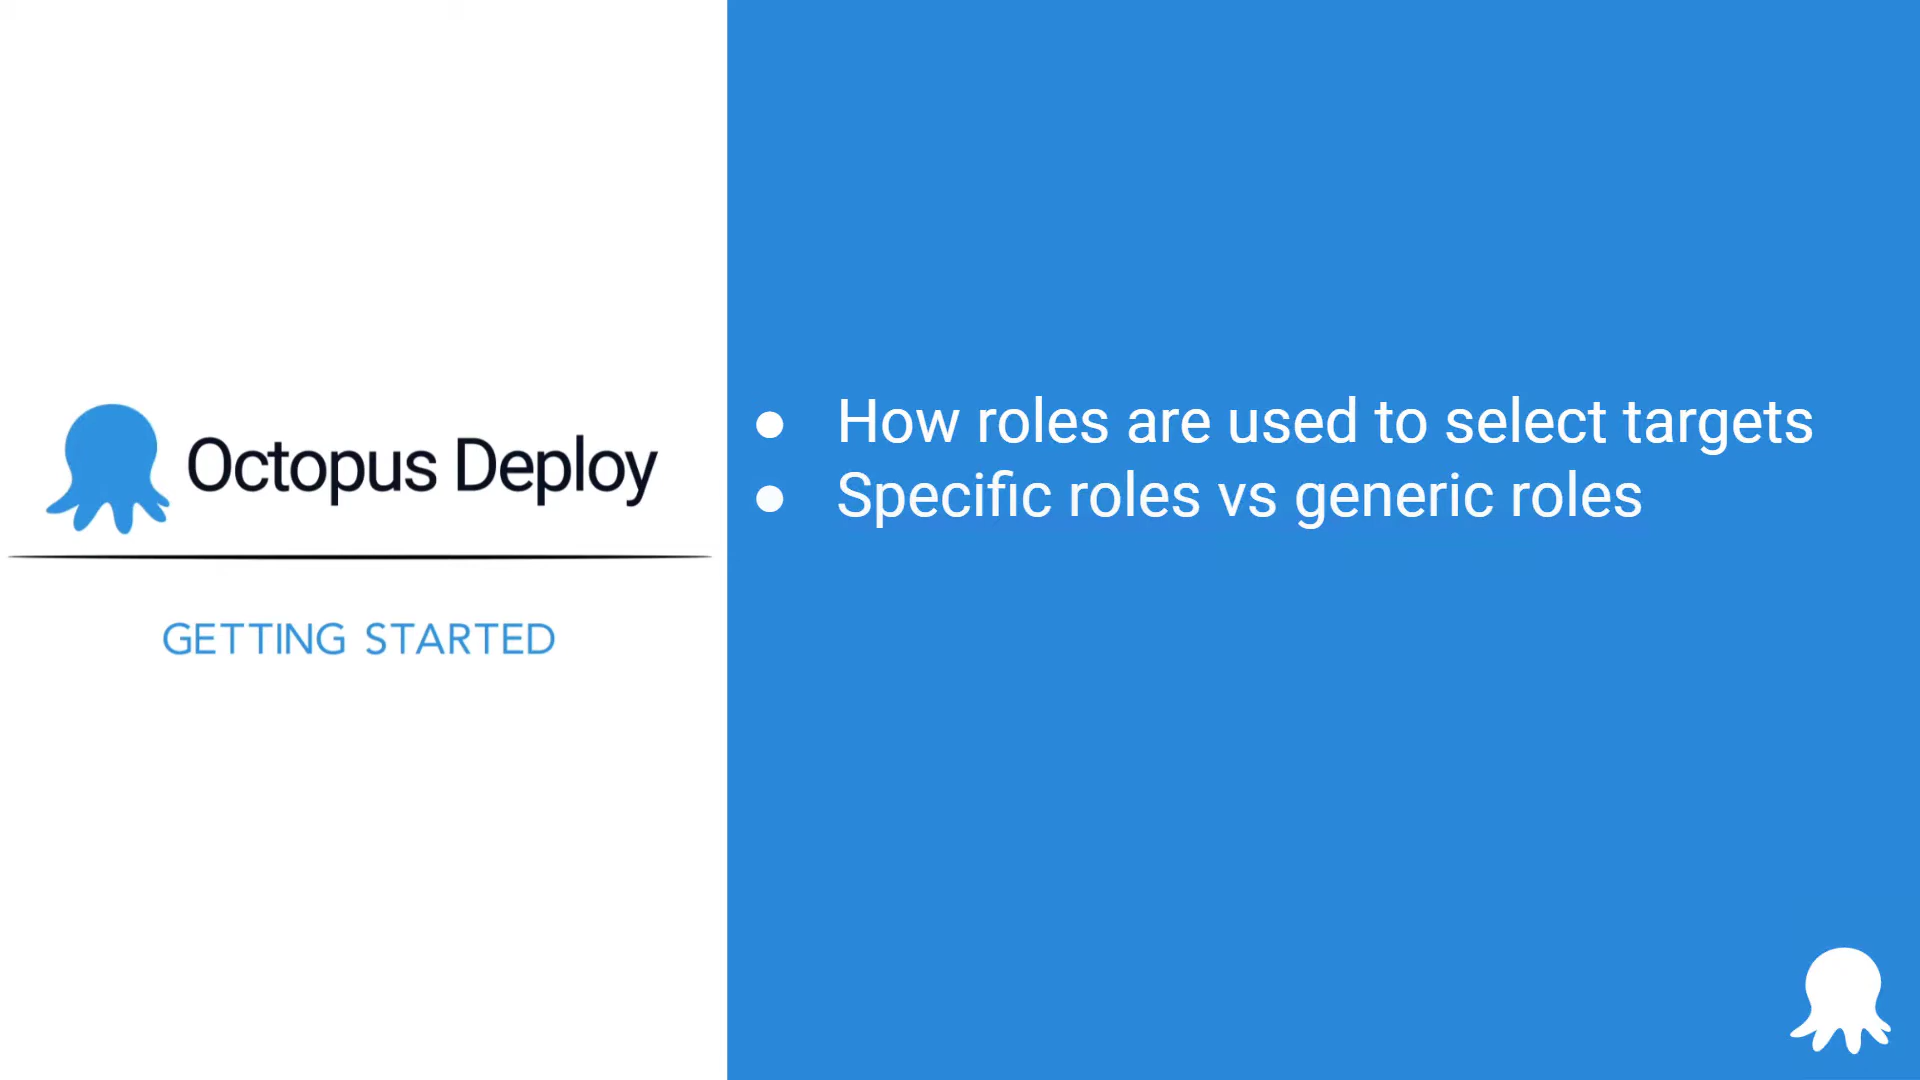 Octopus Deploy
GETTING STARTED
● How roles are used to select targets
● Specific roles vs generic roles